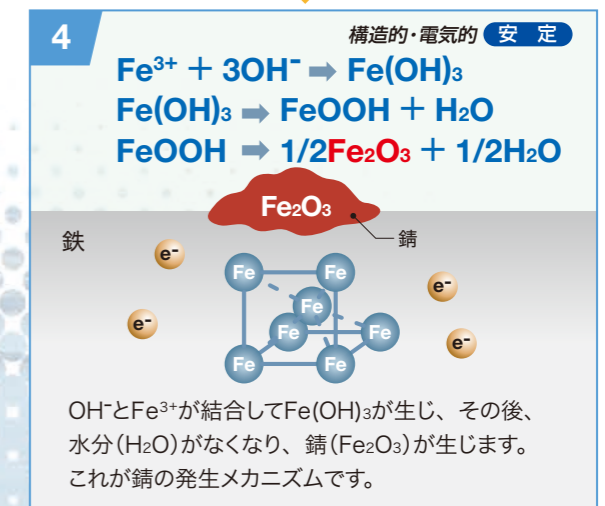 4
構造的・電気的 安 定
Fe³⁺ + 3OH⁻ ➡ Fe(OH)₃
Fe(OH)₃ ➡ FeOOH + H₂O
FeOOH ➡ 1/2Fe₂O₃ + 1/2H₂O
Fe₂O₃
錆
鉄
e⁻
e⁻
e⁻
e⁻
Fe
Fe
Fe
Fe
Fe
Fe
Fe
OH⁻とFe³⁺が結合してFe(OH)₃が生じ、その後、
水分(H₂O)がなくなり、錆(Fe₂O₃)が生じます。
これが錆の発生メカニズムです。